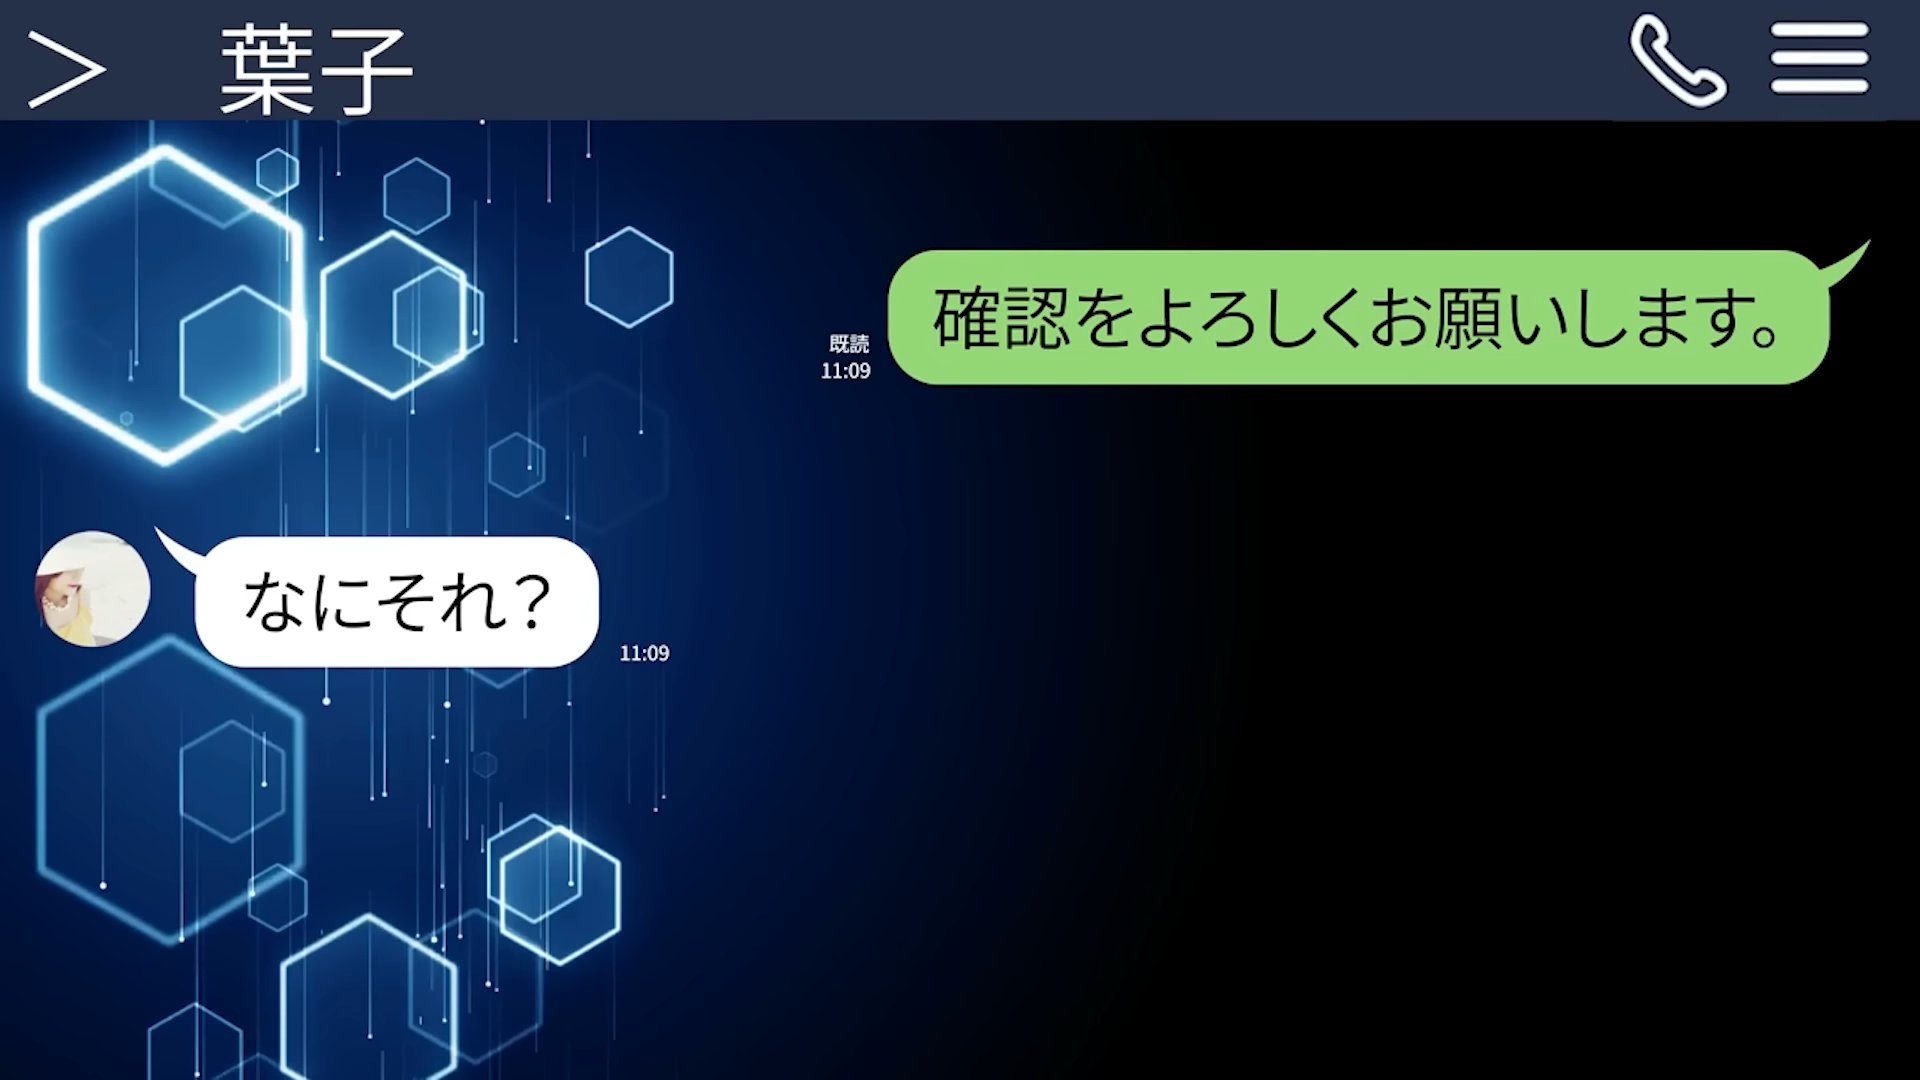 ＞ 葉子
確認をよろしくお願いします。
既読
11:09
なにそれ？
11:09